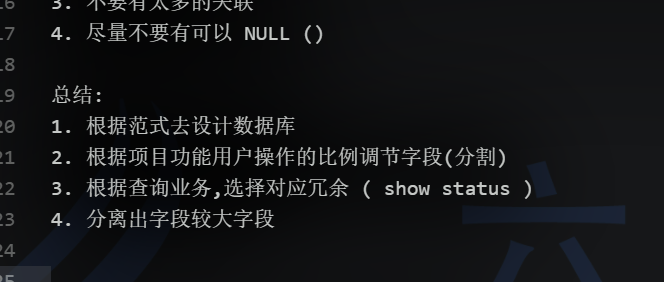 16 3. 不要有太多的关联
17 4. 尽量不要有可以 NULL ()
18
19 总结:
20 1. 根据范式去设计数据库
21 2. 根据项目功能用户操作的比例调节字段(分割)
22 3. 根据查询业务,选择对应冗余 ( show status )
23 4. 分离出字段较大字段
24
25
六